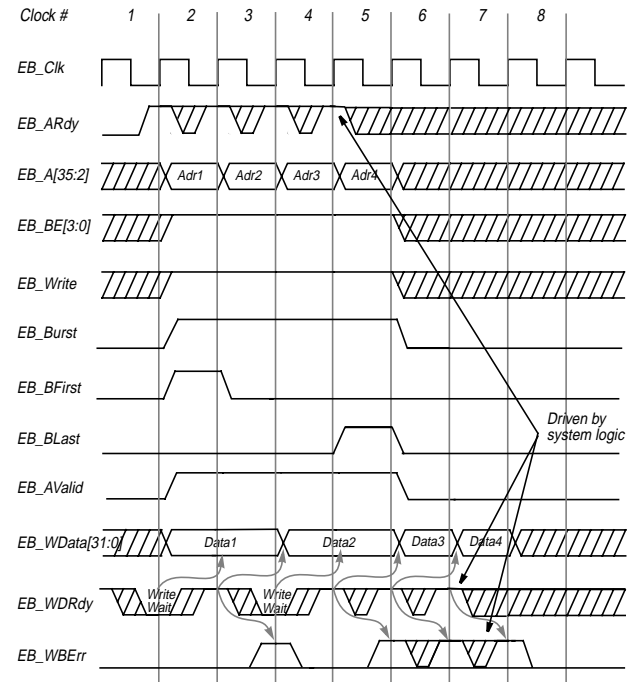 Clock # 1 2 3 4 5 6 7 8
EB_Clk
EB_ARdy
EB_A[35:2] Adr1 Adr2 Adr3 Adr4
EB_BE[3:0]
EB_Write
EB_Burst
EB_BFirst
Driven by
system logic
EB_BLast
EB_AValid
EB_WData[31:0] Data1 Data2 Data3 Data4
EB_WDRdy Write Wait Write Wait
EB_WBErr